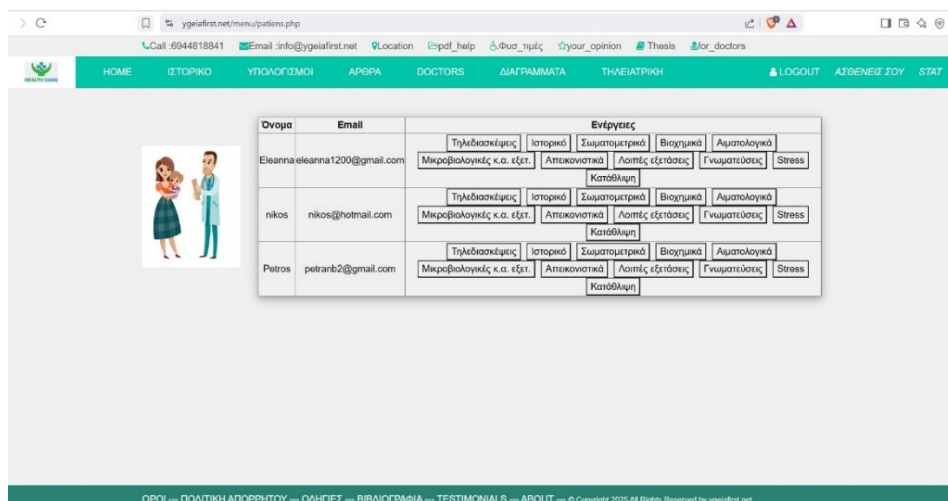 ygeiafirst.net/menu/patiens.php
Call :6944818841 Email :info@ygeiafirst.net Location pdf_help Φυσ_τιμές your_opinion Thesis for_doctors
HEALTH CARE HOME ΙΣΤΟΡΙΚΟ ΥΠΟΛΟΓΙΣΜΟΙ ΑΡΘΡΑ DOCTORS ΔΙΑΓΡΑΜΜΑΤΑ ΤΗΛΕΙΑΤΡΙΚΗ LOGOUT ΑΣΘΕΝΕΙΣ ΣΟΥ STAT
Όνομα Email Ενέργειες
Τηλεδιασκέψεις Ιστορικό Σωματομετρικά Βιοχημικά Αιματολογικά
Eleanna eleanna1200@gmail.com Μικροβιολογικές κ.α. εξετ. Απεικονιστικά Λοιπές εξετάσεις Γνωματεύσεις Stress
Κατάθλιψη
Τηλεδιασκέψεις Ιστορικό Σωματομετρικά Βιοχημικά Αιματολογικά
nikos nikos@hotmail.com Μικροβιολογικές κ.α. εξετ. Απεικονιστικά Λοιπές εξετάσεις Γνωματεύσεις Stress
Κατάθλιψη
Τηλεδιασκέψεις Ιστορικό Σωματομετρικά Βιοχημικά Αιματολογικά
Petros petranb2@gmail.com Μικροβιολογικές κ.α. εξετ. Απεικονιστικά Λοιπές εξετάσεις Γνωματεύσεις Stress
Κατάθλιψη
ΟΡΟΙ --- ΠΟΛΙΤΙΚΗ ΑΠΟΡΡΗΤΟΥ --- ΟΔΗΓΙΕΣ --- ΒΙΒΛΙΟΓΡΑΦΙΑ --- TESTIMONIALS --- ABOUT --- © Copyright 2025 All Rights Reserved by ygeiafirst.net